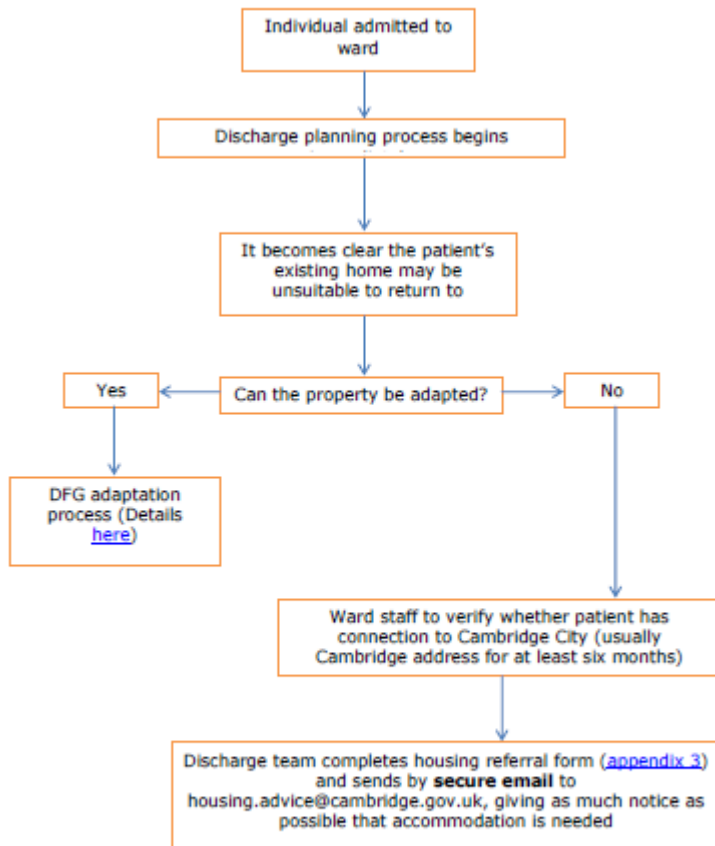 Individual admitted to
ward
Discharge planning process begins
It becomes clear the patient's
existing home may be
unsuitable to return to
Yes
Can the property be adapted?
No
DFG adaptation
process (Details
here)
Ward staff to verify whether patient has
connection to Cambridge City (usually
Cambridge address for at least six months)
Discharge team completes housing referral form (appendix 3)
and sends by secure email to
housing.advice@cambridge.gov.uk, giving as much notice as
possible that accommodation is needed